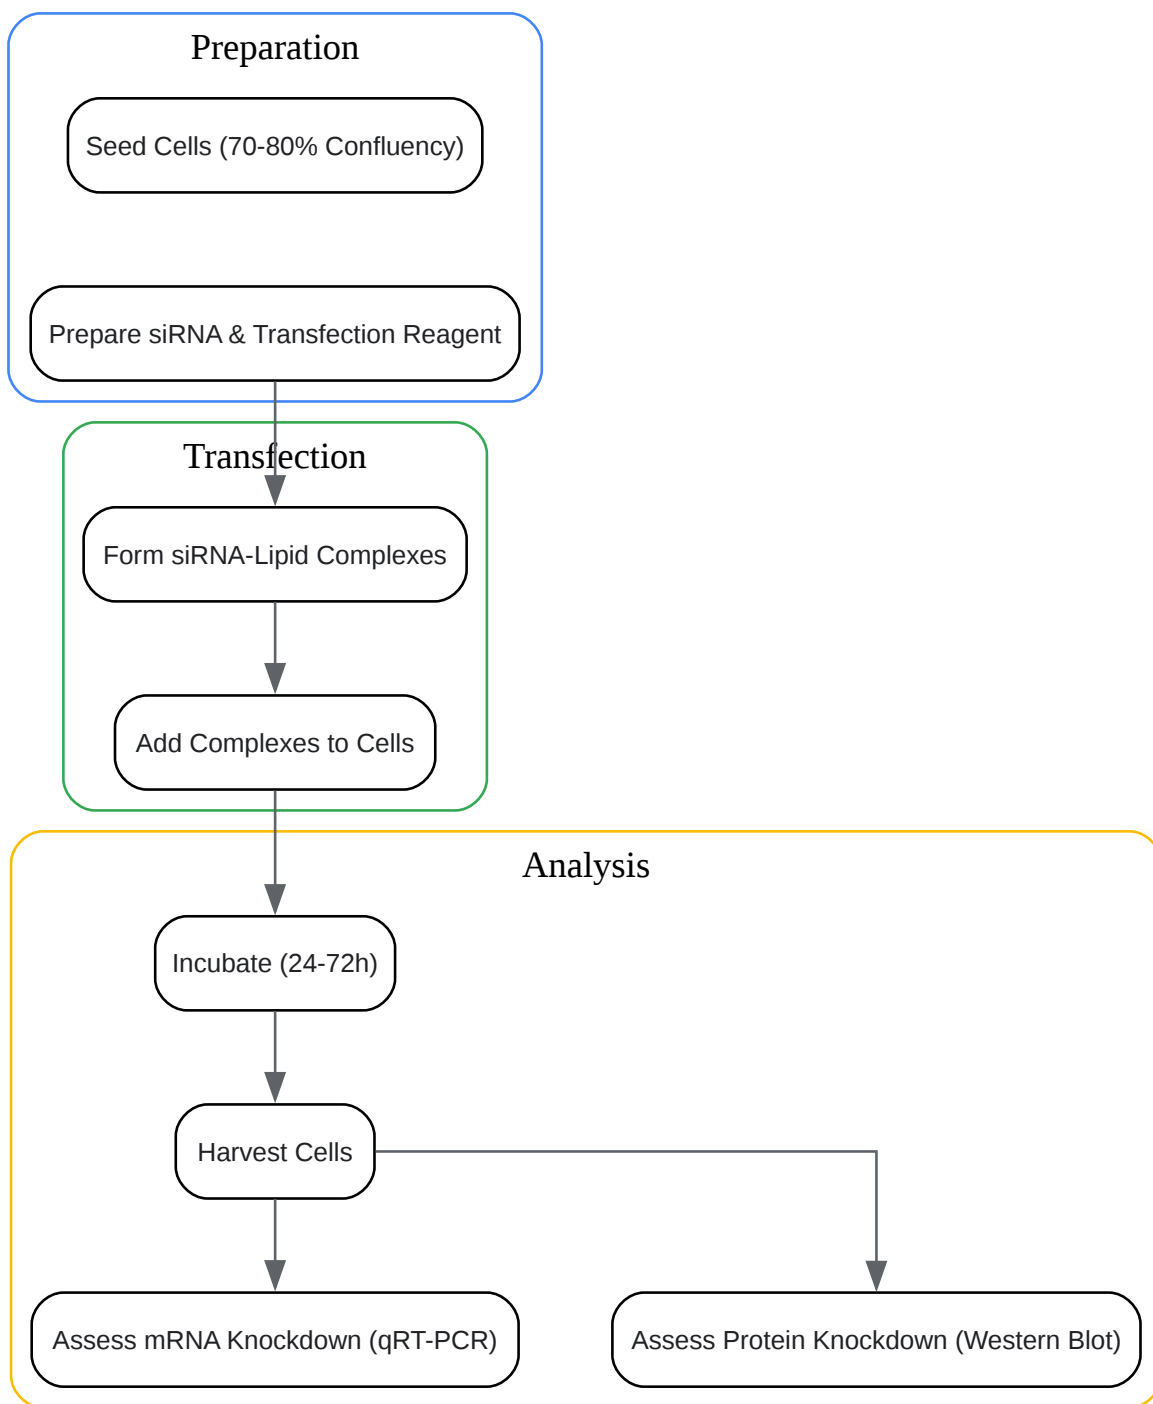 Preparation
Seed Cells (70-80% Confluency)
Prepare siRNA & Transfection Reagent
Transfection
Form siRNA-Lipid Complexes
Add Complexes to Cells
Analysis
Incubate (24-72h)
Harvest Cells
Assess mRNA Knockdown (qRT-PCR)
Assess Protein Knockdown (Western Blot)